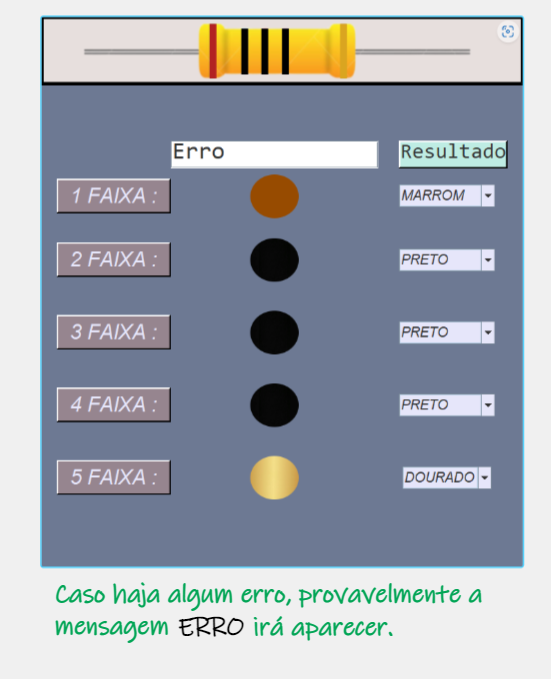 Erro
Resultado
1 FAIXA :
MARROM
2 FAIXA :
PRETO
3 FAIXA :
PRETO
4 FAIXA :
PRETO
5 FAIXA :
DOURADO
Caso haja algum erro, provavelmente a
mensagem ERRO irá aparecer.